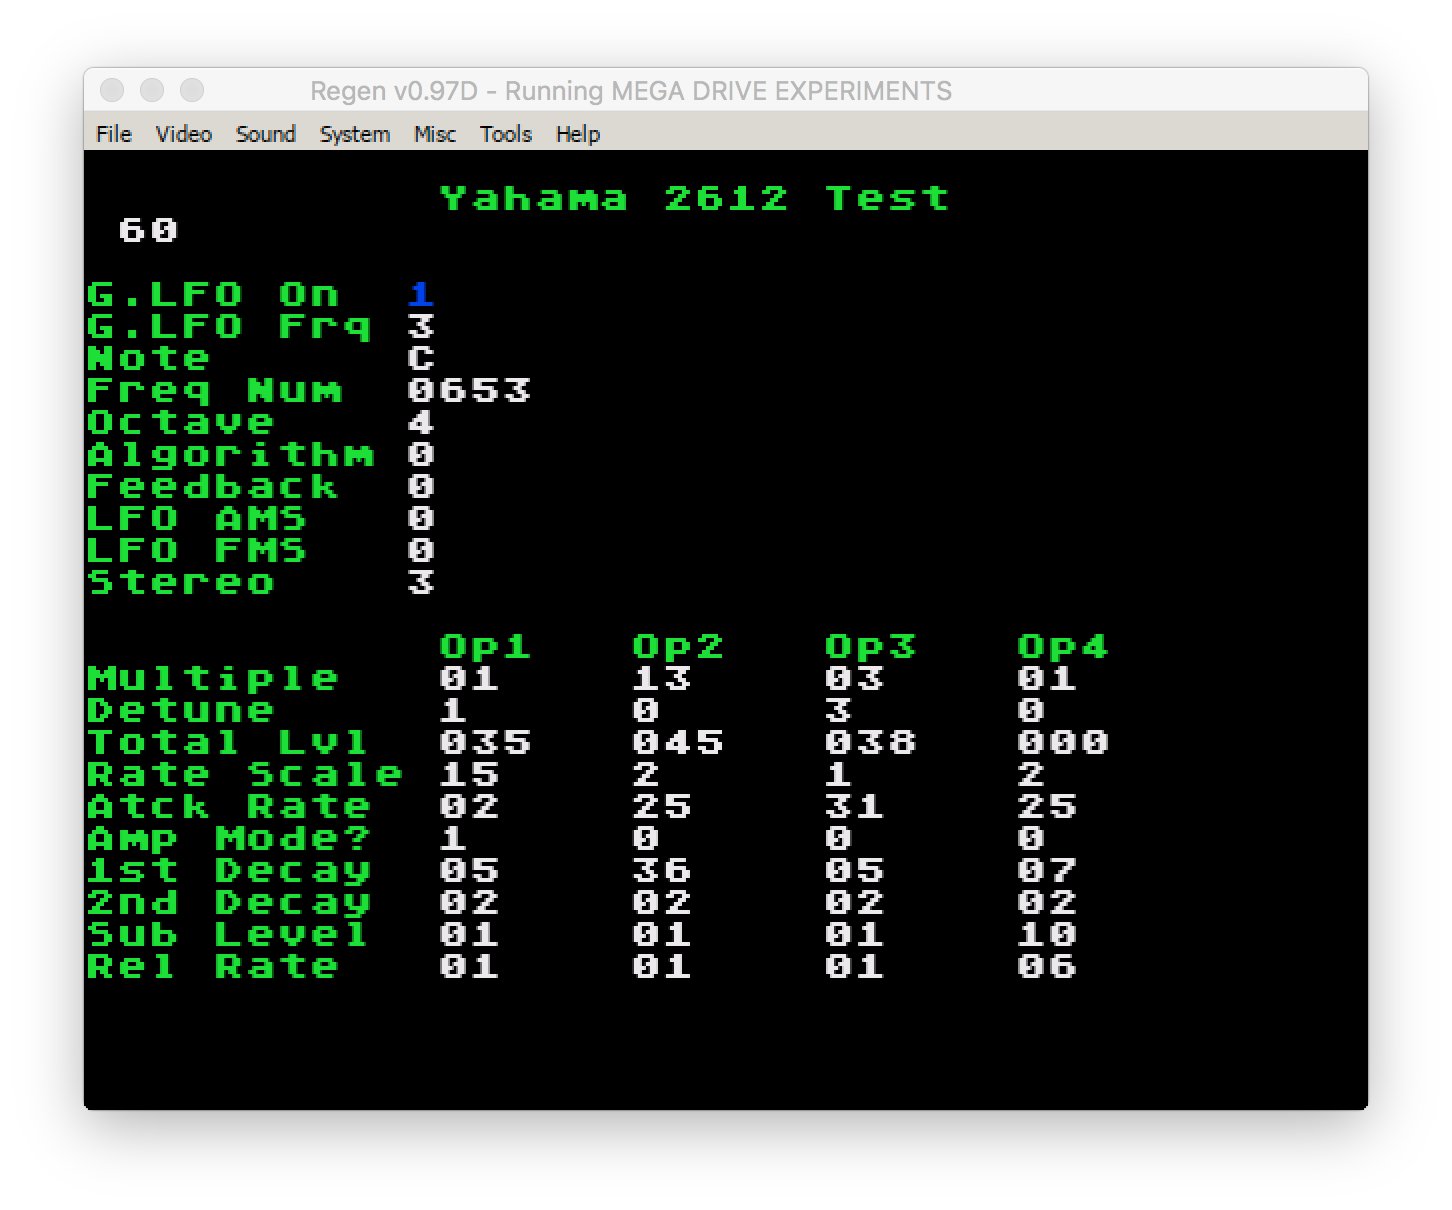 Regen v0.97D - Running MEGA DRIVE EXPERIMENTS
File Video Sound System Misc Tools Help
Yahama 2612 Test
60
G.LFO On 1
G.LFO Frq 3
Note C
Freq Num 0653
Octave 4
Algorithm 0
Feedback 0
LFO AMS 0
LFO FMS 0
Stereo 3
Op1 Op2 Op3 Op4
Multiple 01 13 03 01
Detune 1 0 3 0
Total Lvl 035 045 038 000
Rate Scale 15 2 1 2
Atck Rate 02 25 31 25
Amp Mode? 1 0 0 0
1st Decay 05 36 05 07
2nd Decay 02 02 02 02
Sub Level 01 01 01 10
Rel Rate 01 01 01 06